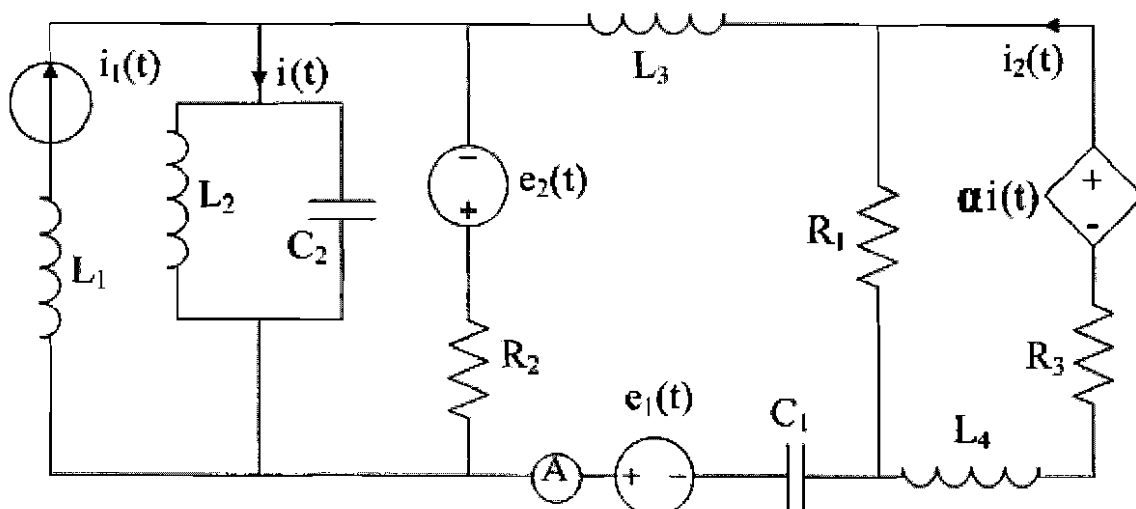 i₁(t)
i(t)
L₃
i₂(t)
L₂
C₂
−
+
e₂(t)
R₁
αi(t)
+
-
L₁
R₂
R₃
e₁(t)
C₁
L₄
A
+
−